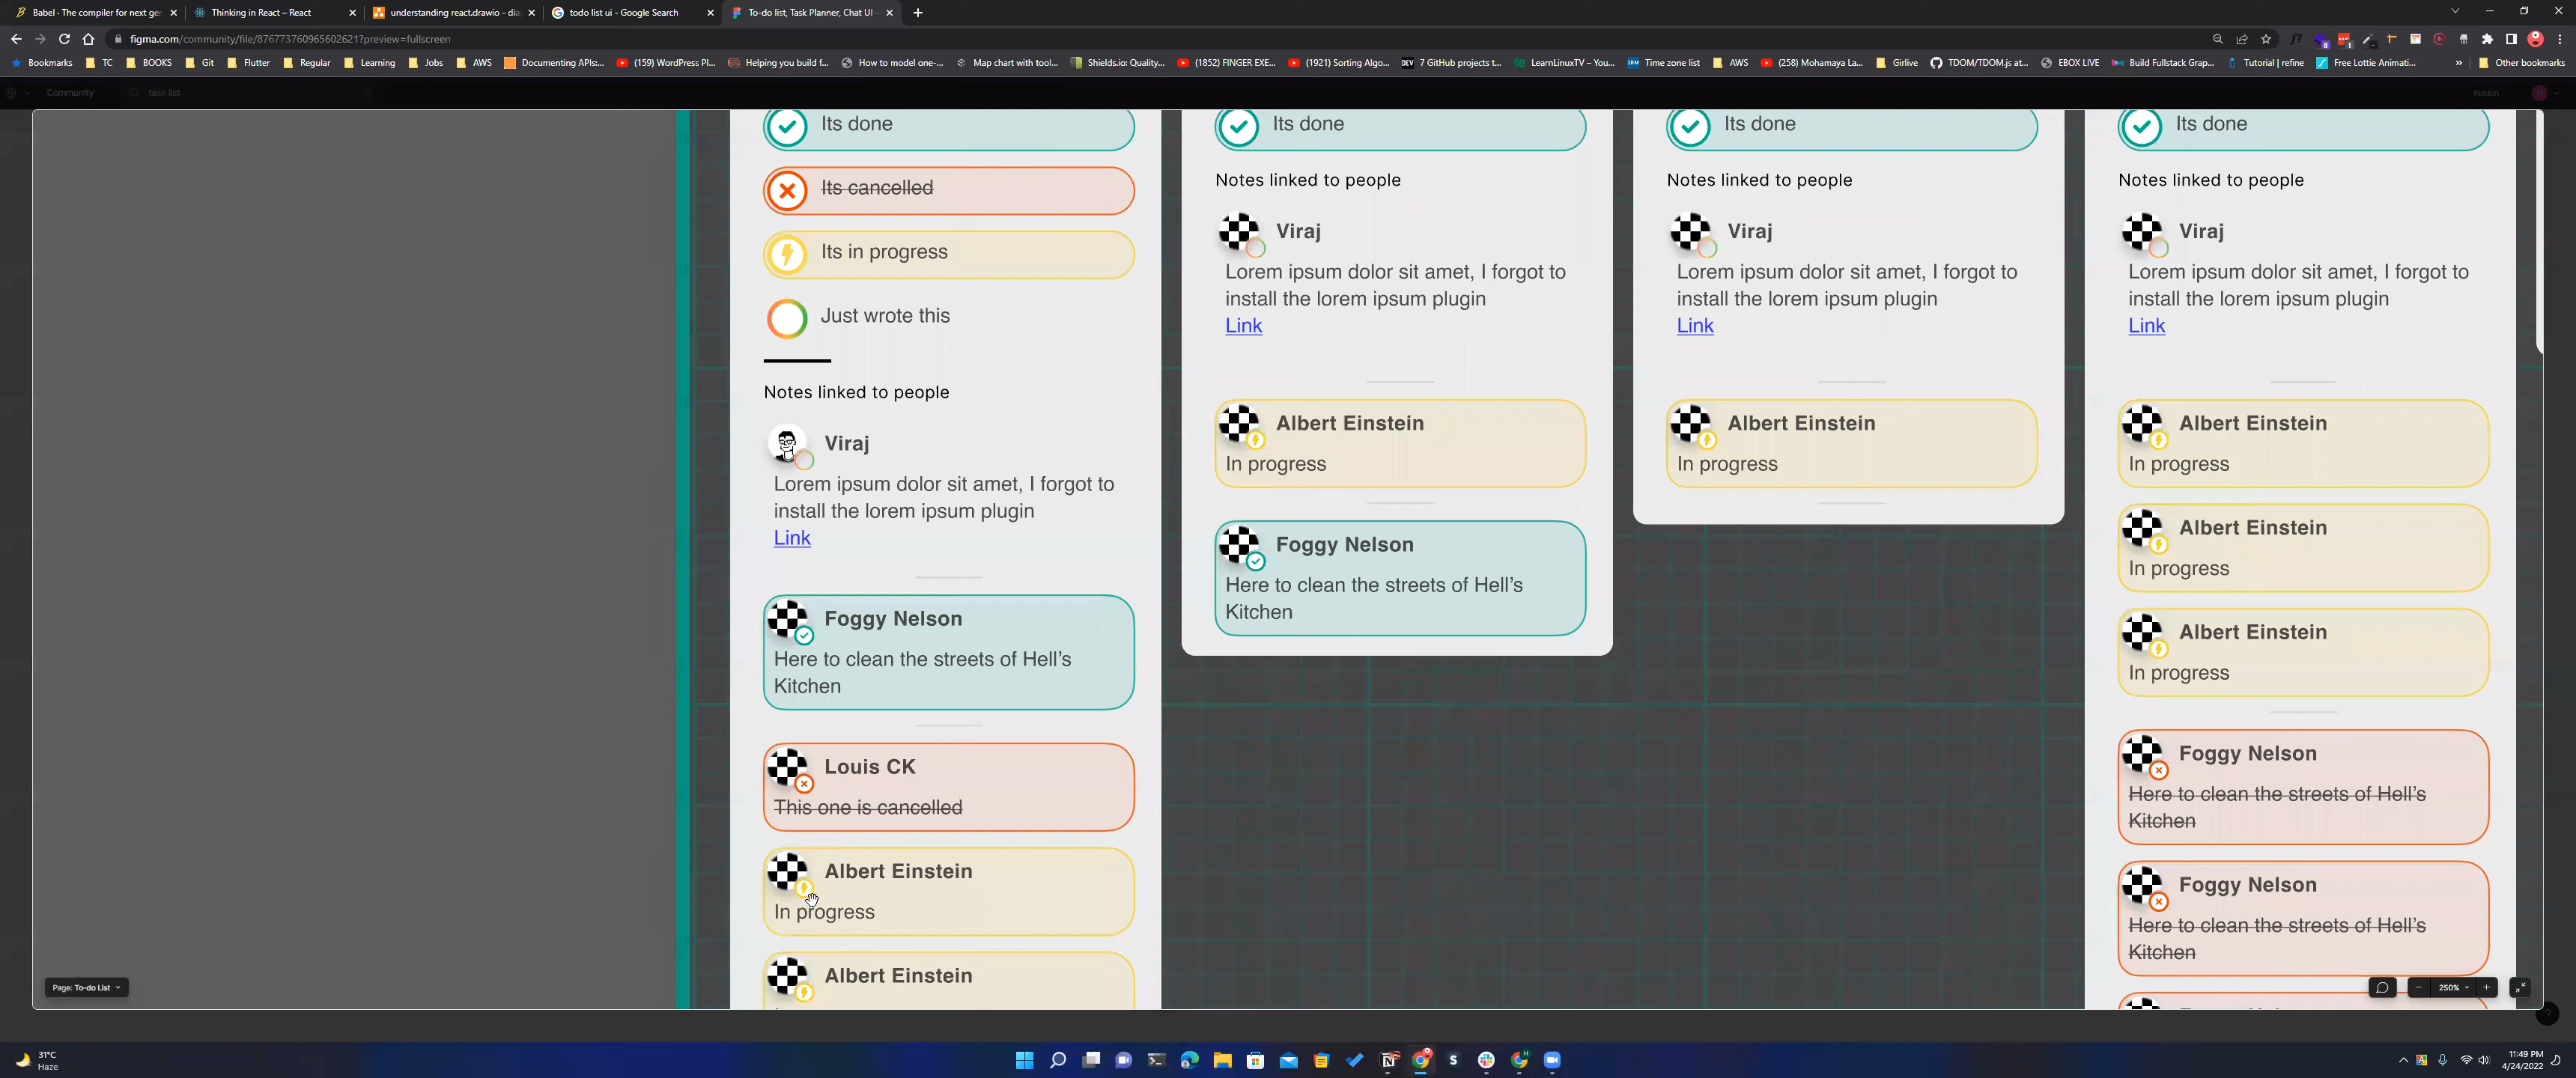 Babel · The compiler for next ger
Thinking in React – React
understanding react.drawio - dia
todo list ui - Google Search
To-do list, Task Planner, Chat UI –
figma.com/community/file/876773760965602621?preview=fullscreen
Bookmarks
TC
BOOKS
Git
Flutter
Regular
Learning
Jobs
AWS
Documenting APIs:...
(159) WordPress Pl...
Helping you build f...
How to model one-...
Map chart with tool...
Shields.io: Quality...
(1852) FINGER EXE...
(1921) Sorting Algo...
7 GitHub projects t...
LearnLinuxTV – You...
Time zone list
AWS
(258) Mohamaya La...
Girlive
TDOM/TDOM.js at...
EBOX LIVE
Build Fullstack Grap...
Tutorial | refine
Free Lottie Animati...
Other bookmarks
Community
task list
Publish
Its done
Its cancelled
Its in progress
Just wrote this
Notes linked to people
Viraj
Lorem ipsum dolor sit amet, I forgot to
install the lorem ipsum plugin
Link
Foggy Nelson
Here to clean the streets of Hell's
Kitchen
Louis CK
This one is cancelled
Albert Einstein
In progress
Albert Einstein
Its done
Notes linked to people
Viraj
Lorem ipsum dolor sit amet, I forgot to
install the lorem ipsum plugin
Link
Albert Einstein
In progress
Foggy Nelson
Here to clean the streets of Hell's
Kitchen
Its done
Notes linked to people
Viraj
Lorem ipsum dolor sit amet, I forgot to
install the lorem ipsum plugin
Link
Albert Einstein
In progress
Its done
Notes linked to people
Viraj
Lorem ipsum dolor sit amet, I forgot to
install the lorem ipsum plugin
Link
Albert Einstein
In progress
Albert Einstein
In progress
Albert Einstein
In progress
Foggy Nelson
Here to clean the streets of Hell's
Kitchen
Foggy Nelson
Here to clean the streets of Hell's
Kitchen
Page: To-do List
250%
31°C
Haze
11:49 PM
4/24/2022